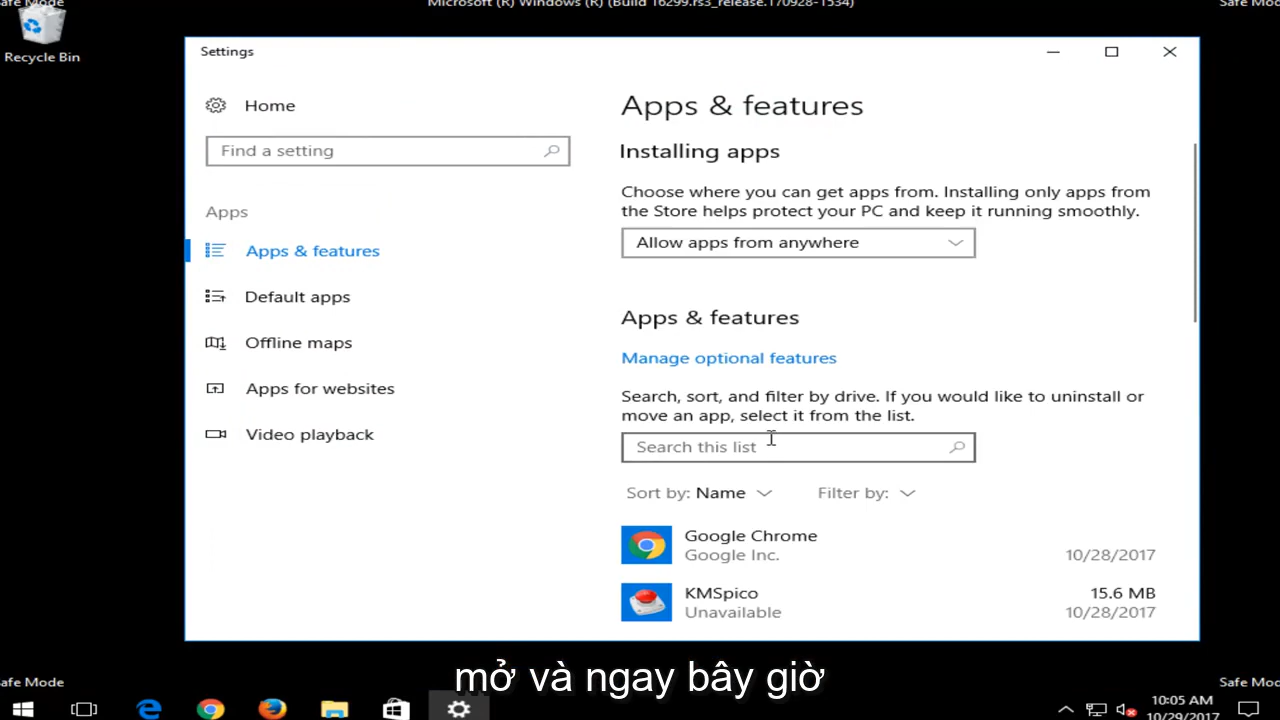 afe Mode
Microsoft (R) Windows (R) (Build 16299.rs3_release.170928-1534)
Safe Mo
Recycle Bin
Settings
Home
Find a setting
Apps
Apps & features
Default apps
Offline maps
Apps for websites
Video playback
Apps & features
Installing apps
Choose where you can get apps from. Installing only apps from
the Store helps protect your PC and keep it running smoothly.
Allow apps from anywhere
Apps & features
Manage optional features
Search, sort, and filter by drive. If you would like to uninstall or
move an app, select it from the list.
Search this list
Sort by: Name
Filter by:
Google Chrome
Google Inc.
10/28/2017
KMSpico
15.6 MB
Unavailable
10/28/2017
mở và ngay bây giờ
afe Mode
Safe Mo
10:05 AM
10/29/2017